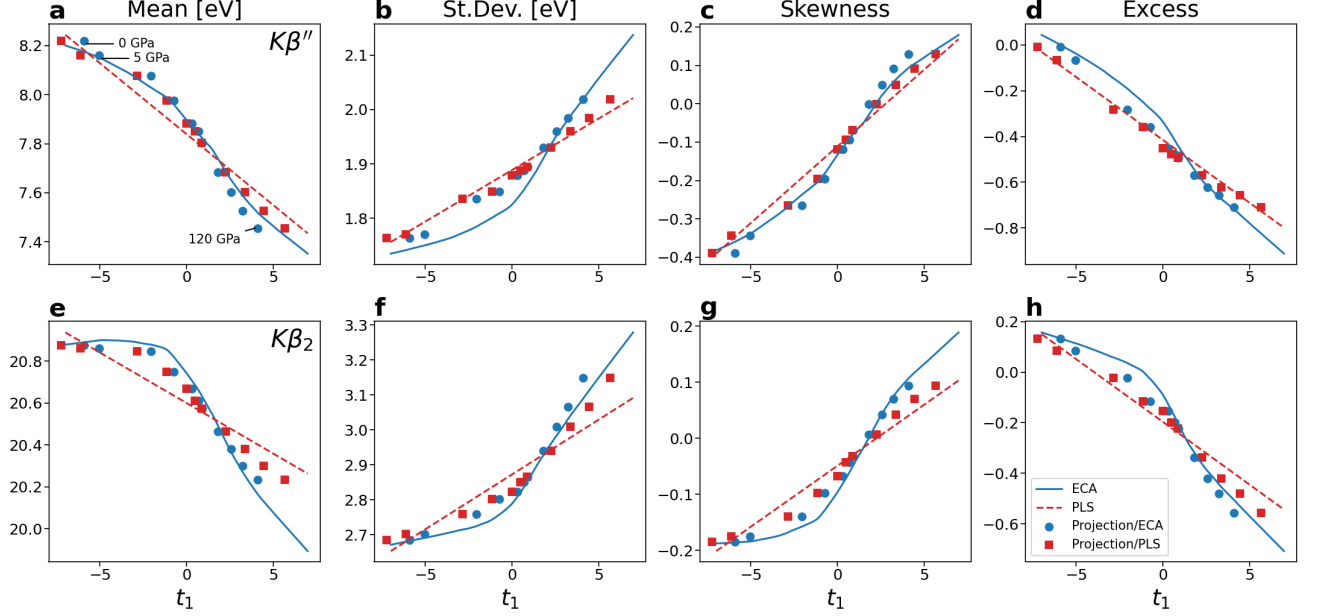 a Mean [eV]
b St.Dev. [eV]
c Skewness
d Excess
Kβ″
0 GPa
5 GPa
120 GPa
8.2
8.0
7.8
7.6
7.4
−5 0 5
2.1
2.0
1.9
1.8
−5 0 5
0.2
0.1
0.0
−0.1
−0.2
−0.3
−0.4
−5 0 5
0.0
−0.2
−0.4
−0.6
−0.8
−5 0 5
e
f
g
h
Kβ₂
20.8
20.6
20.4
20.2
20.0
−5 0 5
t₁
3.3
3.2
3.1
3.0
2.9
2.8
2.7
−5 0 5
t₁
0.2
0.1
0.0
−0.1
−0.2
−5 0 5
t₁
0.2
0.0
−0.2
−0.4
−0.6
ECA
PLS
Projection/ECA
Projection/PLS
−5 0 5
t₁